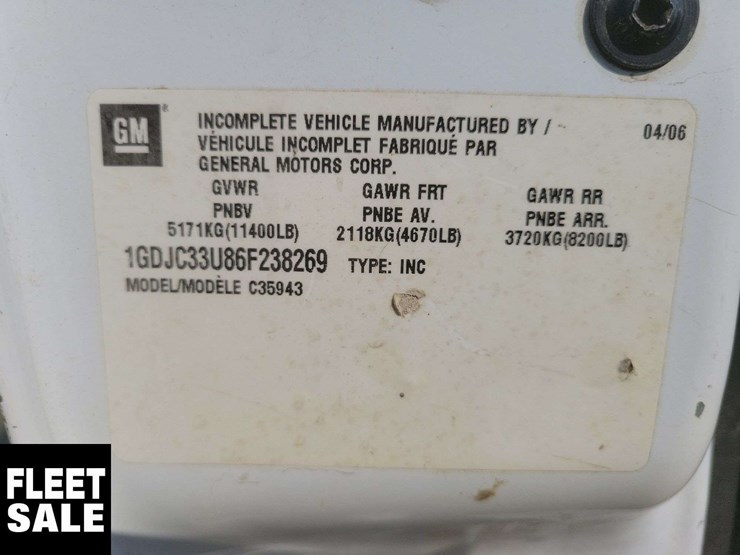 GM ®
INCOMPLETE VEHICLE MANUFACTURED BY / 04/06
VÉHICULE INCOMPLET FABRIQUÉ PAR
GENERAL MOTORS CORP.
GVWR GAWR FRT GAWR RR
PNBV PNBE AV. PNBE ARR.
5171KG(11400LB) 2118KG(4670LB) 3720KG(8200LB)
1GDJC33U86F238269 TYPE: INC
MODEL/MODÈLE C35943
FLEET
SALE